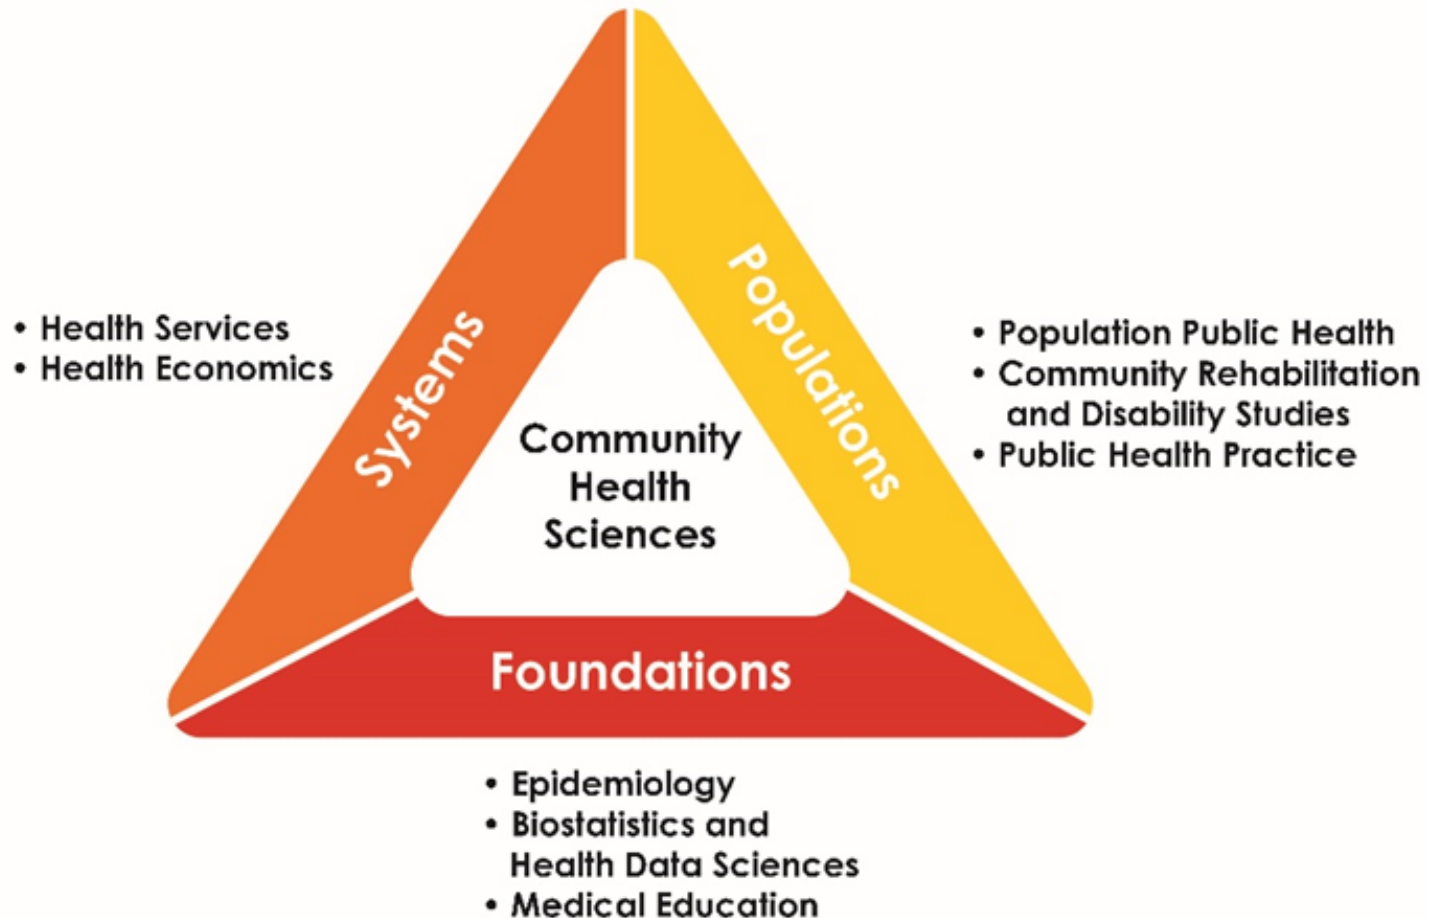 • Health Services
• Health Economics
Systems
Populations
Community
Health
Sciences
• Population Public Health
• Community Rehabilitation
and Disability Studies
• Public Health Practice
Foundations
• Epidemiology
• Biostatistics and
Health Data Sciences
• Medical Education